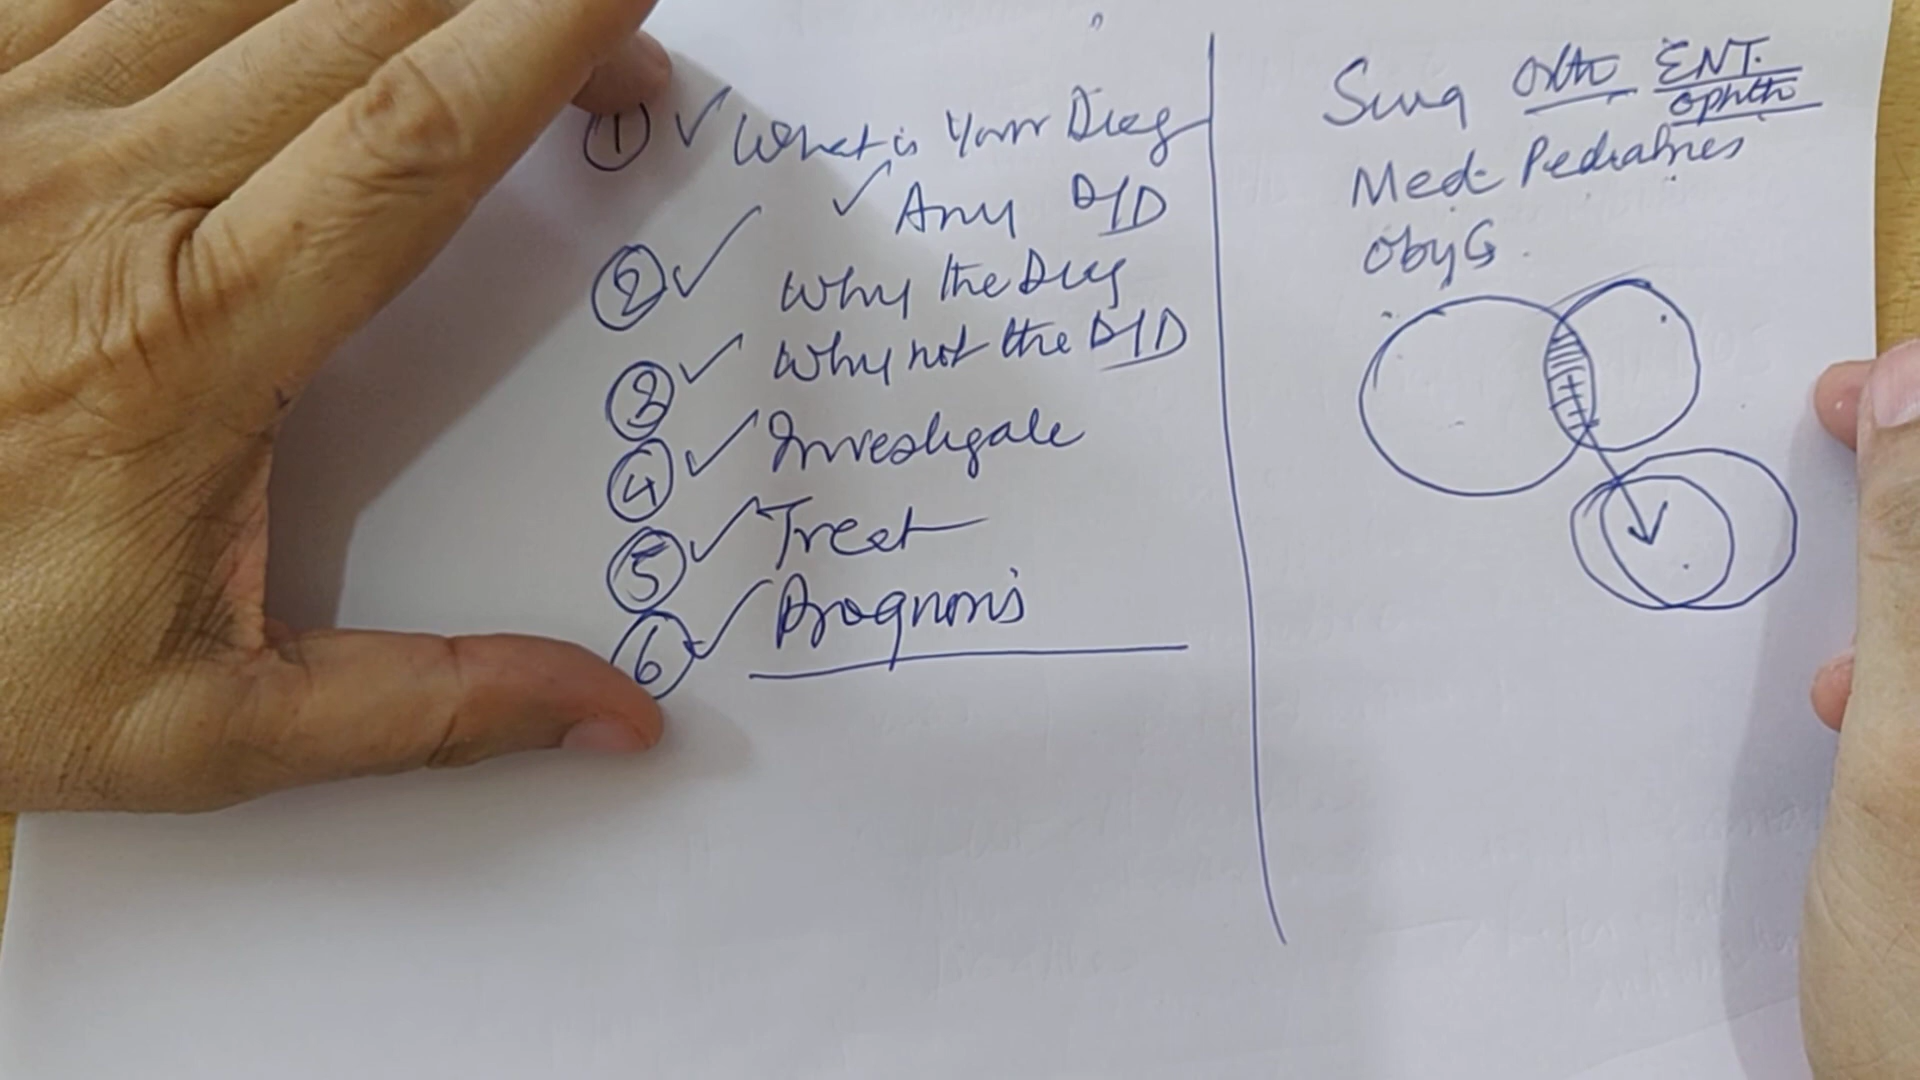 ① ✓ What is Your Diag
✓ Any D/D
② ✓ Why the Diag
③ ✓ Why not the D/D
④ ✓ Investigate
⑤ ✓ Treat
⑥ ✓ Prognosis
Surg Orth ENT.
Ophth
Med Pediatrics
ObyG